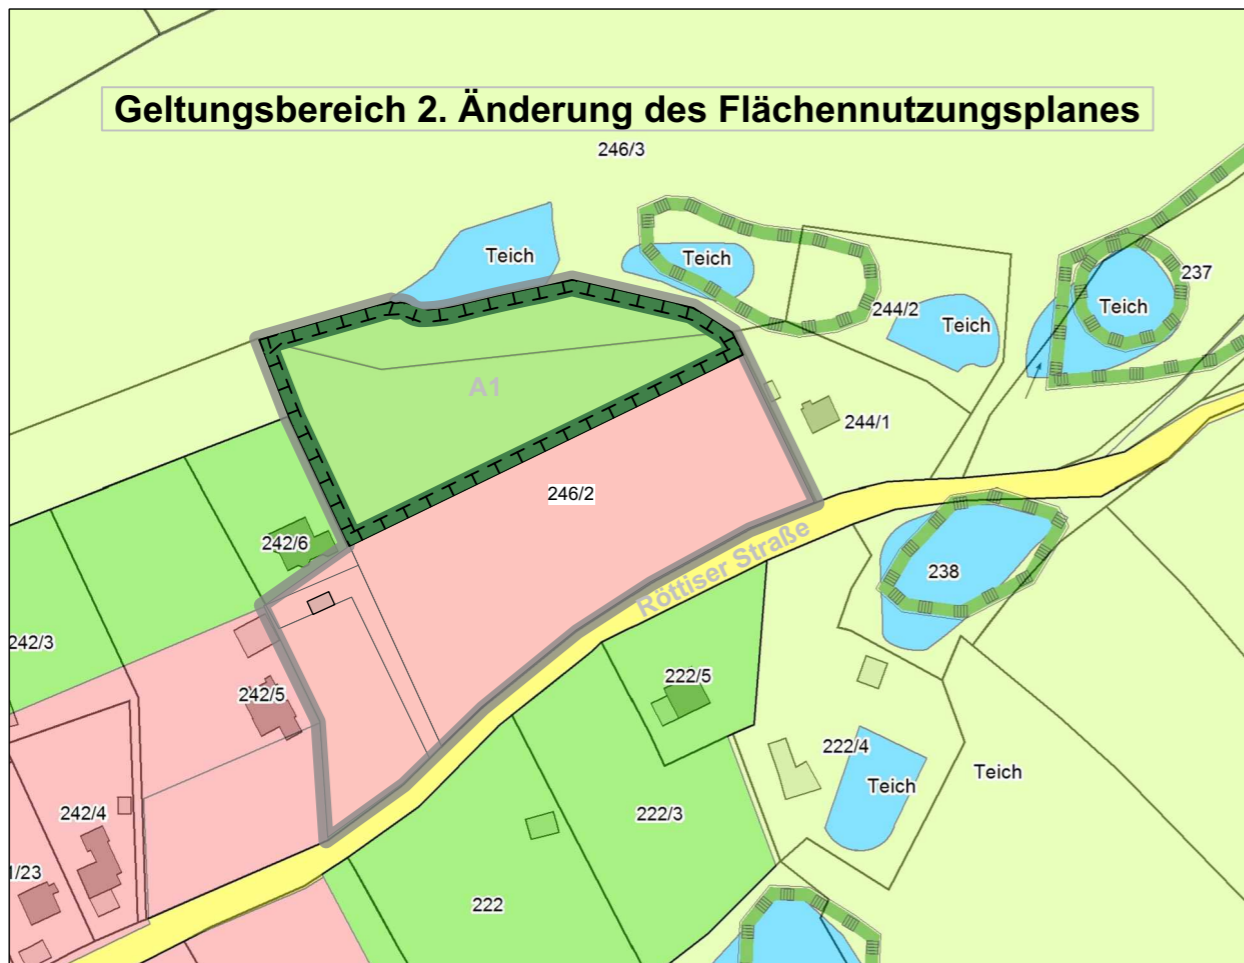 Geltungsbereich 2. Änderung des Flächennutzungsplanes
246/3
Teich
Teich
237
Teich
244/2
Teich
A1
244/1
246/2
242/6
Röttiser Straße
238
242/3
222/5
242/5
222/4
Teich
Teich
242/4
222/3
1/23
222